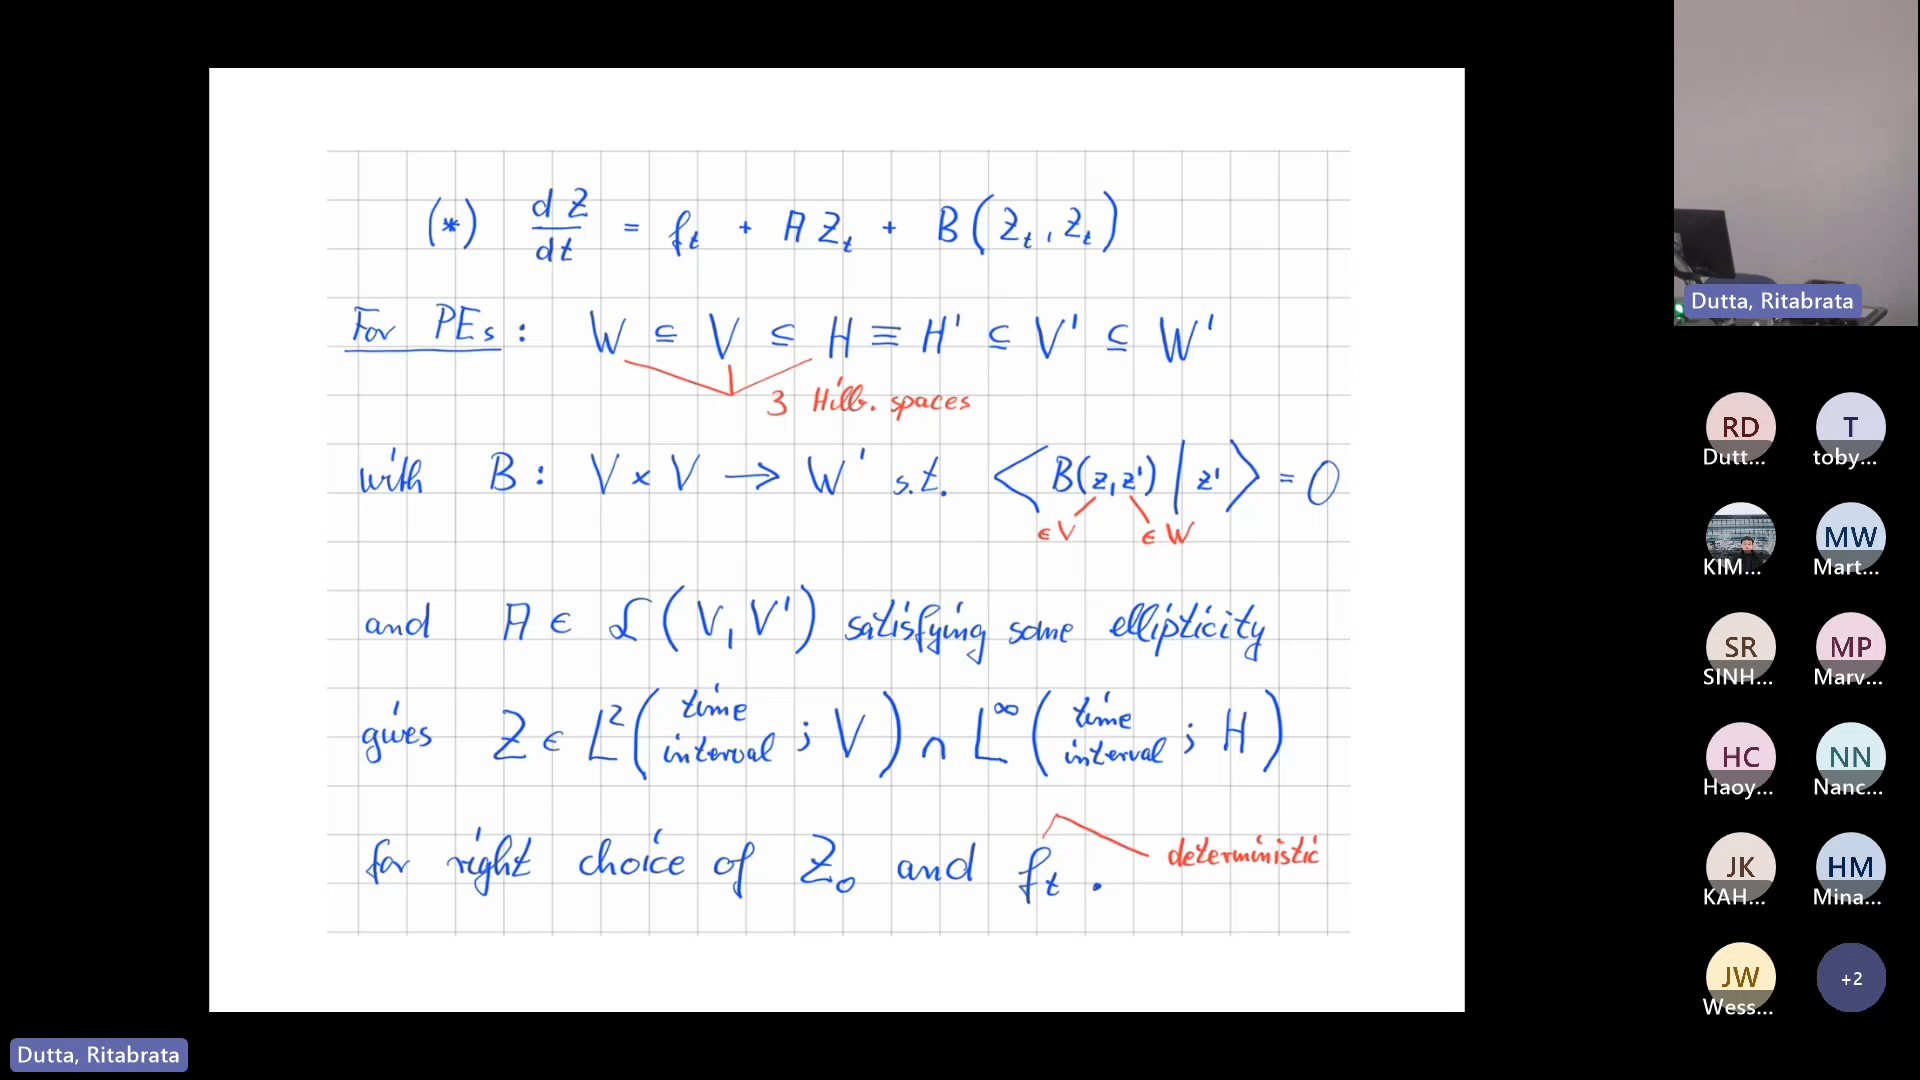 (*) dZ/dt = f_t + A Z_t + B(Z_t, Z_t)
For PEs: W ⊆ V ⊆ H ≡ H' ⊆ V' ⊆ W'
3 Hilb. spaces
with B: V × V → W' s.t. ⟨B(z,z') | z'⟩ = 0
∈V ∈W
and A ∈ ℒ(V, V') satisfying some ellipticity
gives Z ∈ L²(time interval ; V) ∩ L^∞(time interval ; H)
for right choice of Z_0 and f_t.
deterministic
Dutta, Ritabrata
RD T
Dutt... toby...
MW
KIM... Mart...
SR MP
SINH... Marv...
HC NN
Haoy... Nanc...
JK HM
KAH... Mina...
JW +2
Wess...
Dutta, Ritabrata